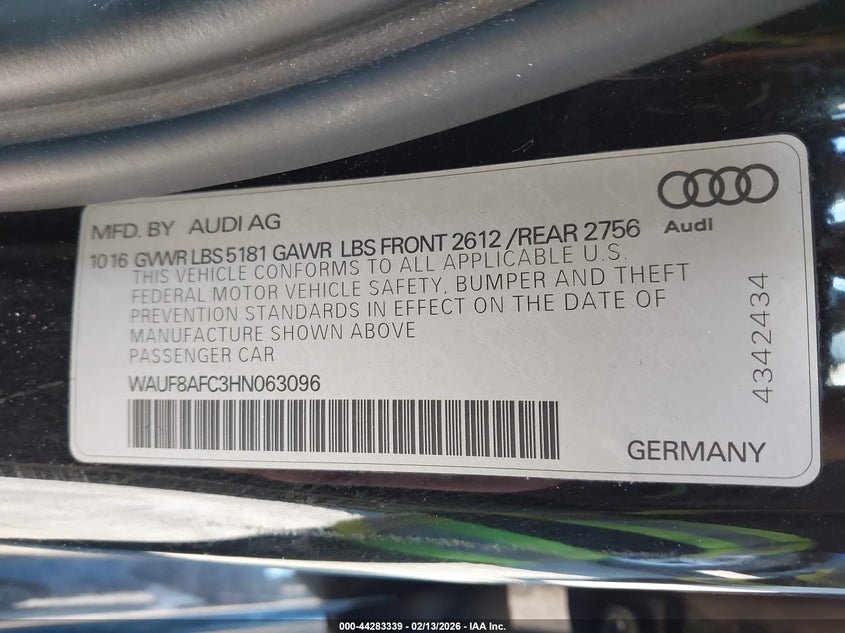 MFD. BY AUDI AG
Audi
10 16 GVWR LBS 5181 GAWR LBS FRONT 2612 /REAR 2756
THIS VEHICLE CONFORMS TO ALL APPLICABLE U.S.
FEDERAL MOTOR VEHICLE SAFETY, BUMPER AND THEFT
PREVENTION STANDARDS IN EFFECT ON THE DATE OF
MANUFACTURE SHOWN ABOVE
PASSENGER CAR
WAUF8AFC3HN063096
4342434
GERMANY
000-44283339 - 02/13/2026 - IAA Inc.